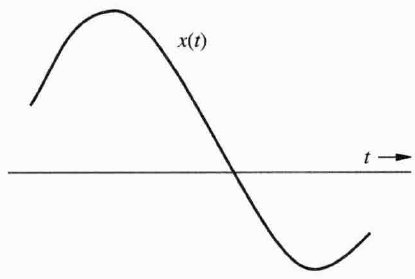 x(t)
t →